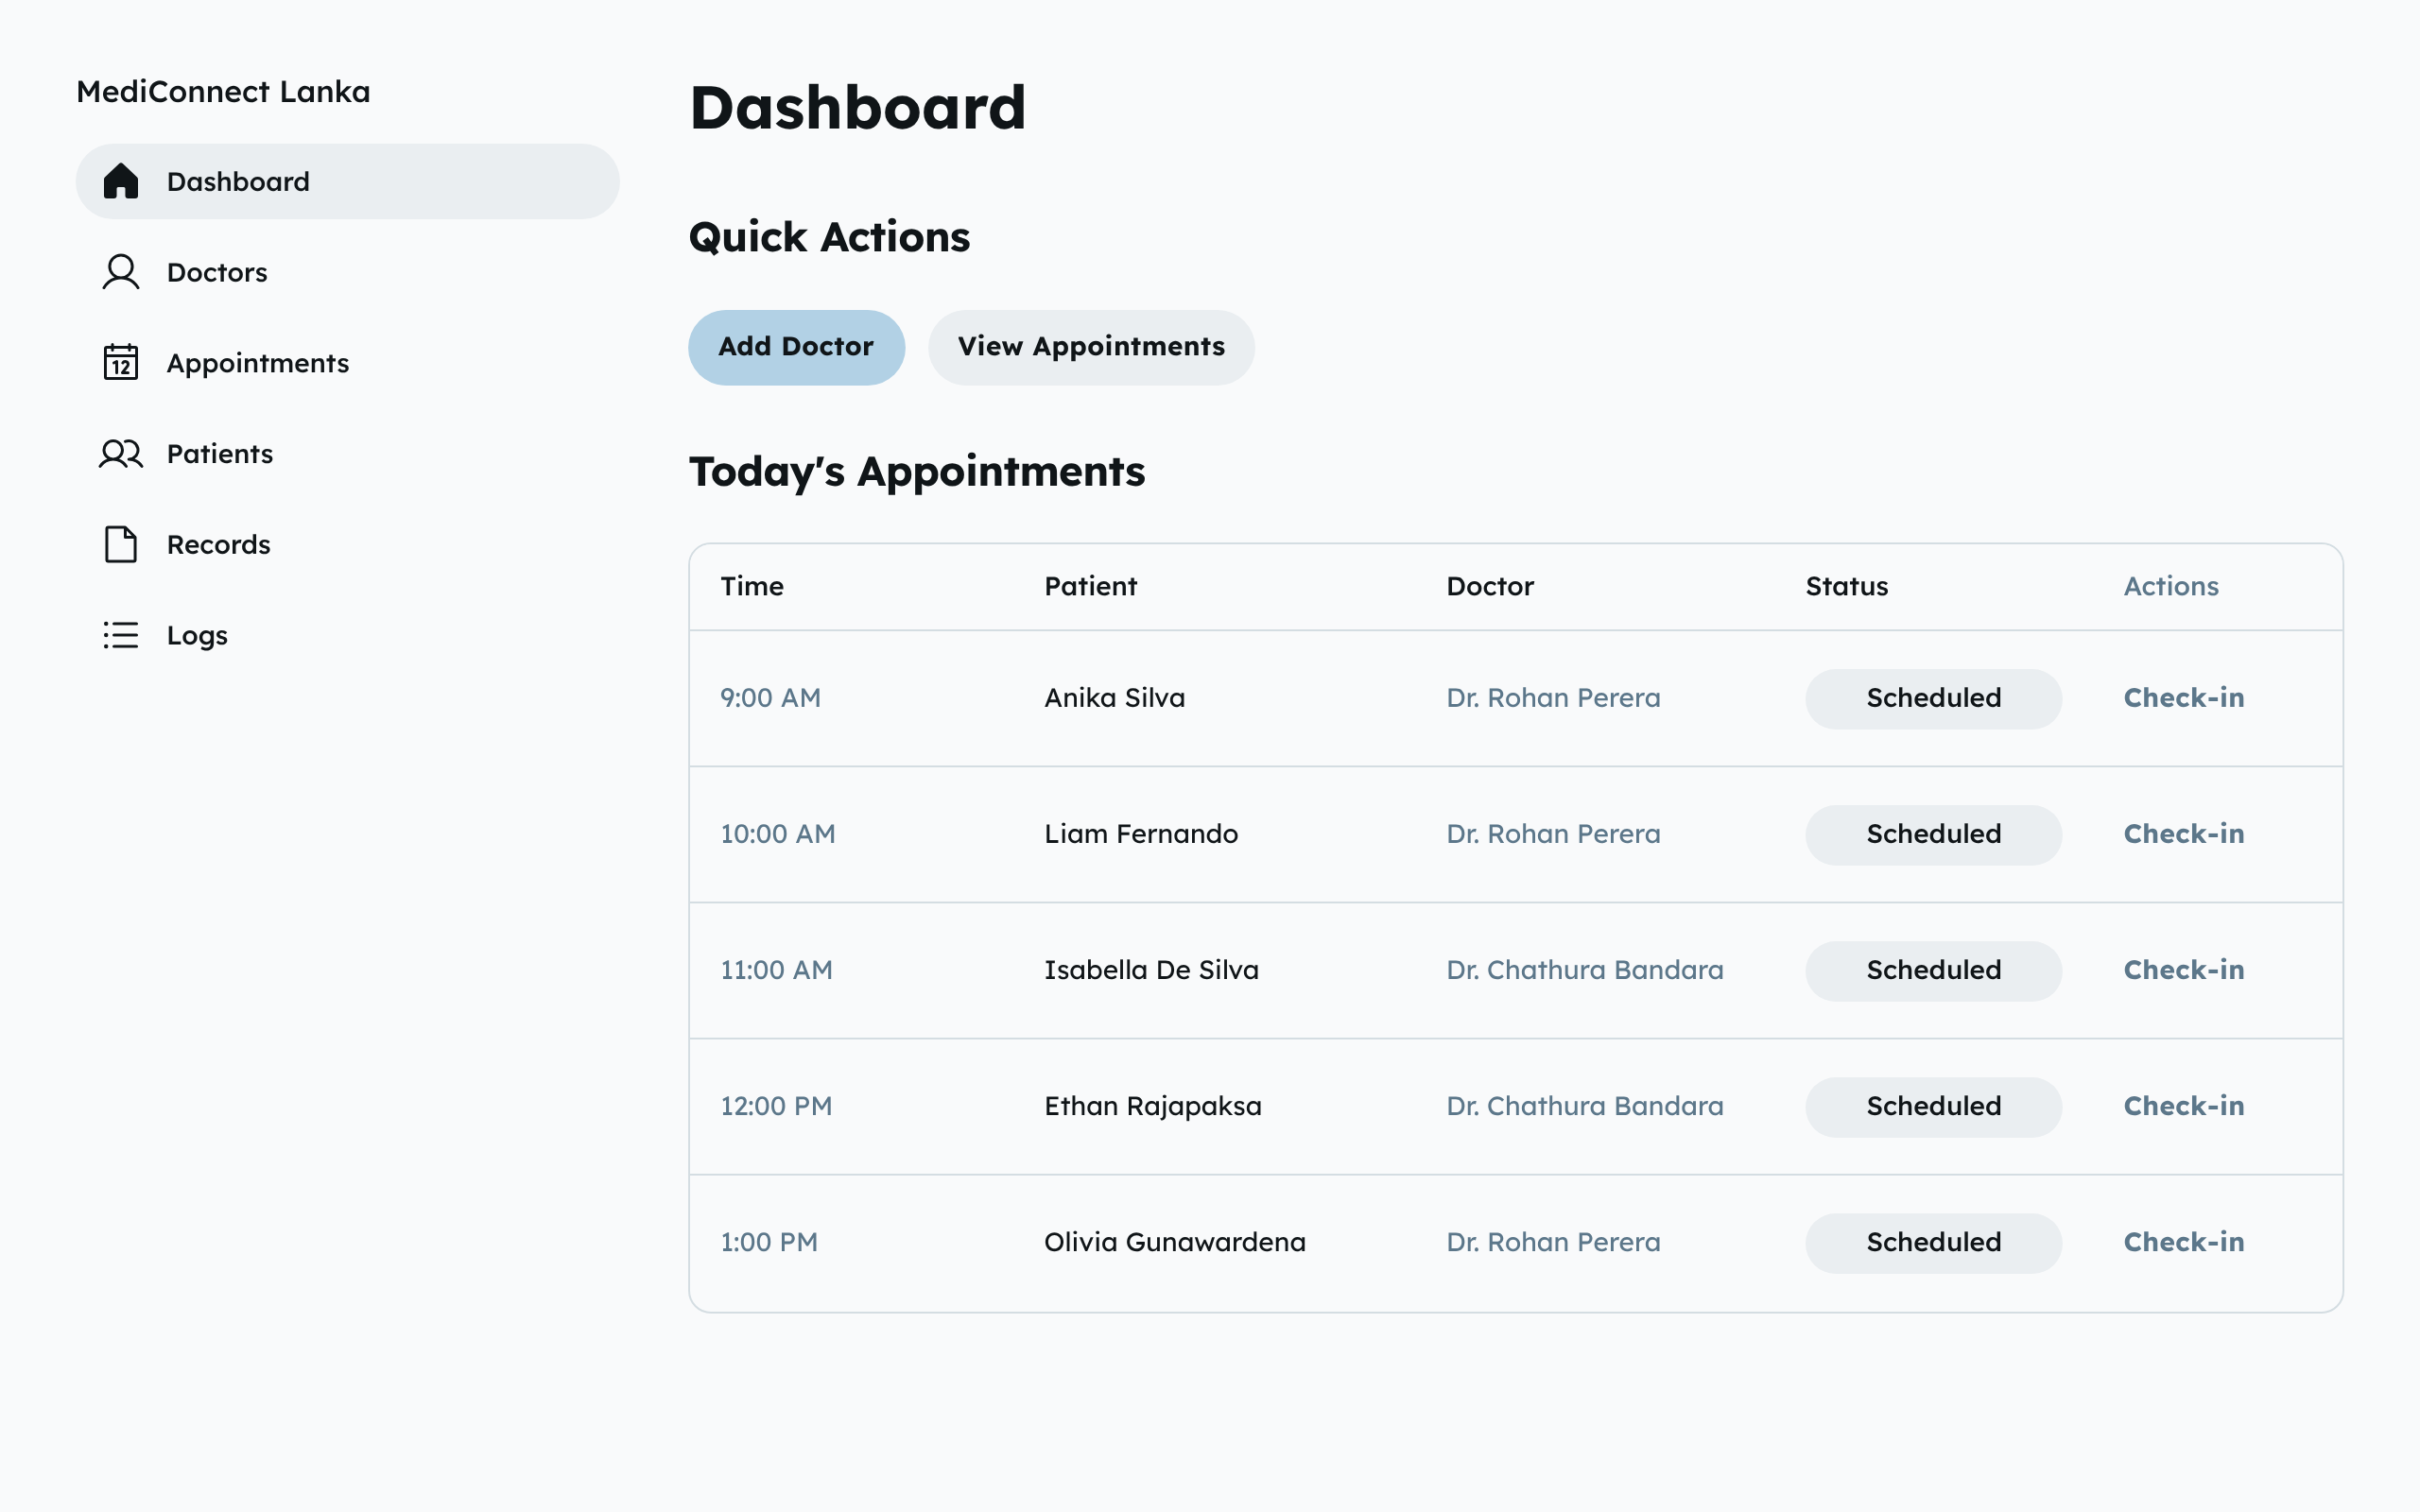 MediConnect Lanka
Dashboard
Doctors
12
Appointments
Patients
Records
Logs
Dashboard
Quick Actions
Add Doctor View Appointments
Today's Appointments
Time Patient Doctor Status Actions
9:00 AM Anika Silva Dr. Rohan Perera Scheduled Check-in
10:00 AM Liam Fernando Dr. Rohan Perera Scheduled Check-in
11:00 AM Isabella De Silva Dr. Chathura Bandara Scheduled Check-in
12:00 PM Ethan Rajapaksa Dr. Chathura Bandara Scheduled Check-in
1:00 PM Olivia Gunawardena Dr. Rohan Perera Scheduled Check-in